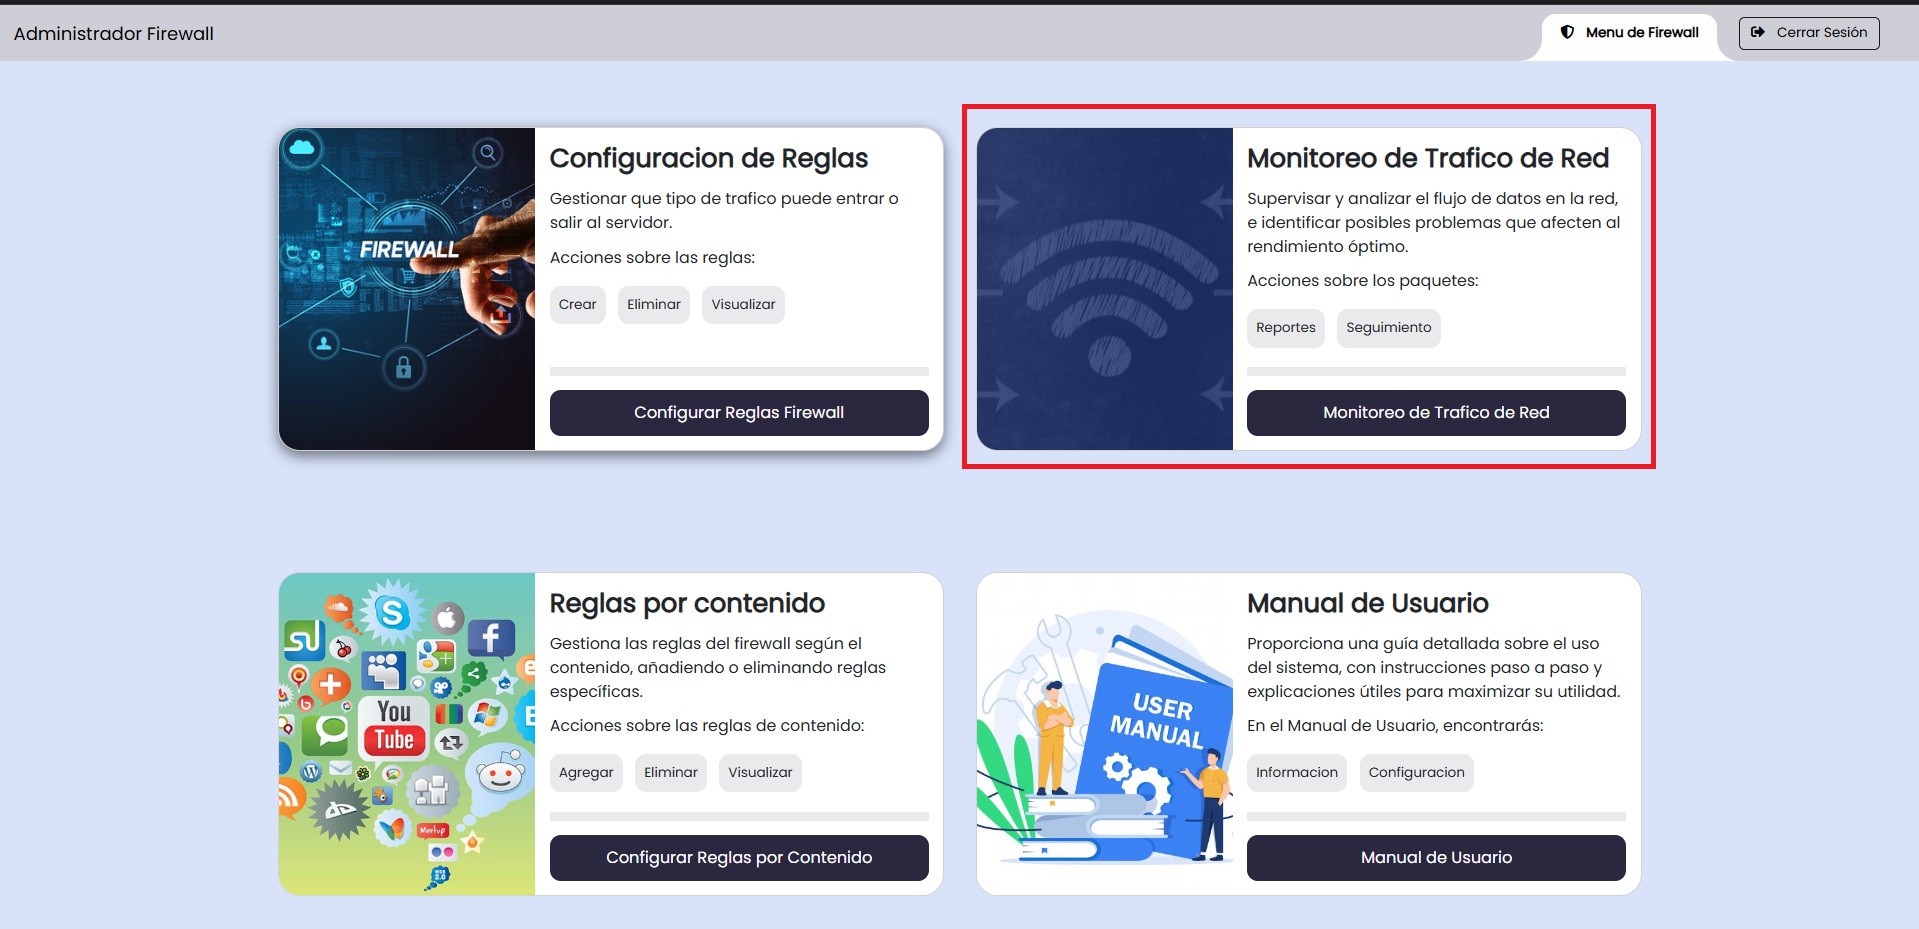 Administrador Firewall
Menu de Firewall
Cerrar Sesión
FIREWALL
Configuracion de Reglas
Gestionar que tipo de trafico puede entrar o
salir al servidor.
Acciones sobre las reglas:
Crear
Eliminar
Visualizar
Configurar Reglas Firewall
Monitoreo de Trafico de Red
Supervisar y analizar el flujo de datos en la red,
e identificar posibles problemas que afecten al
rendimiento óptimo.
Acciones sobre los paquetes:
Reportes
Seguimiento
Monitoreo de Trafico de Red
You
Tube
Meetup
WEB
2.0
Reglas por contenido
Gestiona las reglas del firewall según el
contenido, añadiendo o eliminando reglas
específicas.
Acciones sobre las reglas de contenido:
Agregar
Eliminar
Visualizar
Configurar Reglas por Contenido
USER
MANUAL
Manual de Usuario
Proporciona una guía detallada sobre el uso
del sistema, con instrucciones paso a paso y
explicaciones útiles para maximizar su utilidad.
En el Manual de Usuario, encontrarás:
Informacion
Configuracion
Manual de Usuario